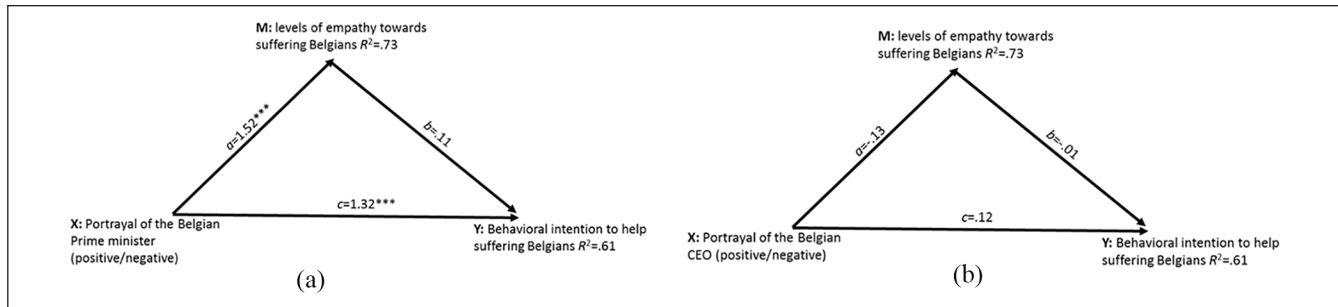 M: levels of empathy towards
suffering Belgians R²=.73
a=1.52***
b=.11
c=1.32***
X: Portrayal of the Belgian
Prime minister
(positive/negative)
Y: Behavioral intention to help
suffering Belgians R²=.61
(a)
M: levels of empathy towards
suffering Belgians R²=.73
a=-.13
b=-.01
c=.12
X: Portrayal of the Belgian
CEO (positive/negative)
Y: Behavioral intention to help
suffering Belgians R²=.61
(b)